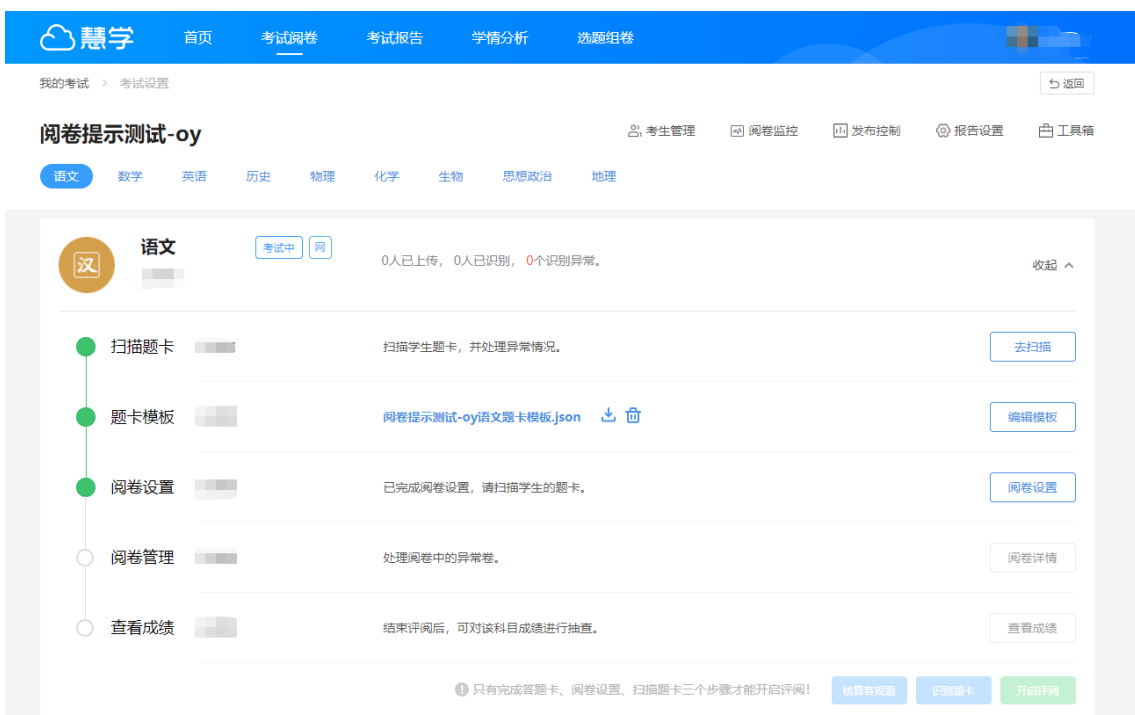 慧学 首页 考试阅卷 考试报告 学情分析 选题组卷
我的考试 > 考试设置 返回
阅卷提示测试-oy 考生管理 阅卷监控 发布控制 报告设置 工具箱
语文 数学 英语 历史 物理 化学 生物 思想政治 地理
汉 语文 考试中 网 0人已上传，0人已识别，0个识别异常。 收起
扫描题卡 扫描学生题卡，并处理异常情况。 去扫描
题卡模板 阅卷提示测试-oy语文题卡模板.json 编辑模板
阅卷设置 已完成阅卷设置，请扫描学生的题卡。 阅卷设置
阅卷管理 处理阅卷中的异常卷。 阅卷详情
查看成绩 结束评阅后，可对该科目成绩进行抽查。 查看成绩
只有完成答题卡、阅卷设置、扫描题卡三个步骤才能开启评阅! 核算客观题 识别题卡 开启评阅